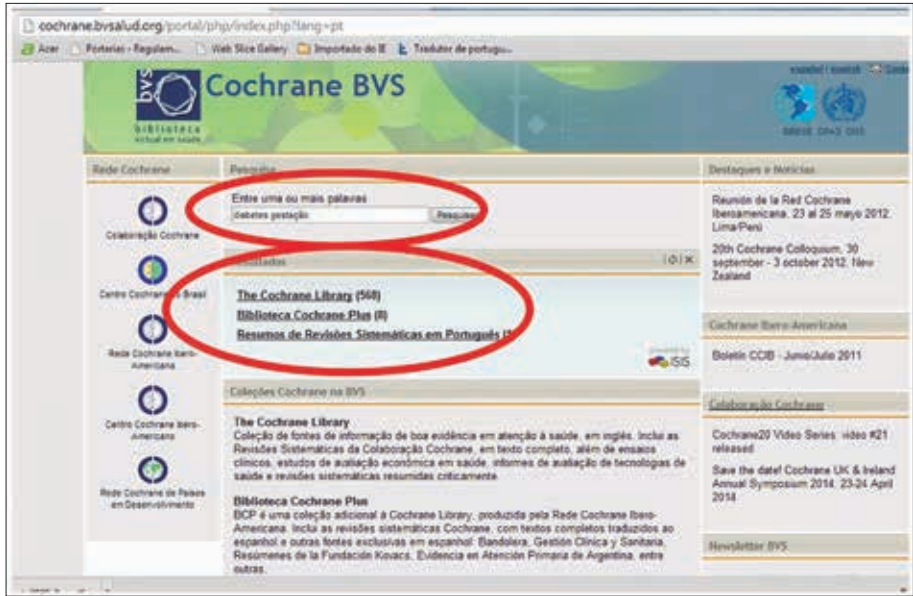 cochrane.bvsalud.org/portal/php/index.php?lang=pt
Acer
Portarias - Regulam...
Web Slice Gallery
Importado do IE
Tradutor de portugu...
bvs
biblioteca
virtual em saúde
Cochrane BVS
español
BIREME OPAS OMS
Rede Cochrane
Colaboração Cochrane
Centro Cochrane do Brasil
Rede Cochrane Ibero-
Americana
Centro Cochrane Ibero-
Americano
Rede Cochrane de Países
em Desenvolvimento
Pesquisa
Entre uma ou mais palavras
diabetes gestação
Pesquisa
Resultados
The Cochrane Library (560)
Biblioteca Cochrane Plus (8)
Resumos de Revisões Sistemáticas em Português
powered by
iSIS
Coleções Cochrane na BVS
The Cochrane Library
Coleção de fontes de informação de boa evidência em atenção à saúde, em inglês. Inclui as
Revisões Sistemáticas da Colaboração Cochrane, em texto completo, além de ensaios
clínicos, estudos de avaliação econômica em saúde, informes de avaliação de tecnologias de
saúde e revisões sistemáticas resumidas criticamente.
Biblioteca Cochrane Plus
BCP é uma coleção adicional à Cochrane Library, produzida pela Rede Cochrane Ibero-
Americana. Inclui as revisões sistemáticas Cochrane, com textos completos traduzidos ao
espanhol e outras fontes exclusivas em espanhol: Bandolera, Gestión Clínica y Sanitaria,
Resúmenes de la Fundación Kovacs, Evidencia en Atención Primaria de Argentina, entre
outras.
Destaques e Notícias
Reunión de la Red Cochrane
Iberoamericana. 23 al 25 mayo 2012.
Lima/Perú
20th Cochrane Colloquium, 30
september - 3 october 2012. New
Zealand
Cochrane Ibero-Americana
Boletín CCIB - Junio/Julio 2011
Colaboração Cochrane
Cochrane20 Video Series: video #21
released
Save the date! Cochrane UK & Ireland
Annual Symposium 2014: 23-24 April
2014
Newsletter BVS